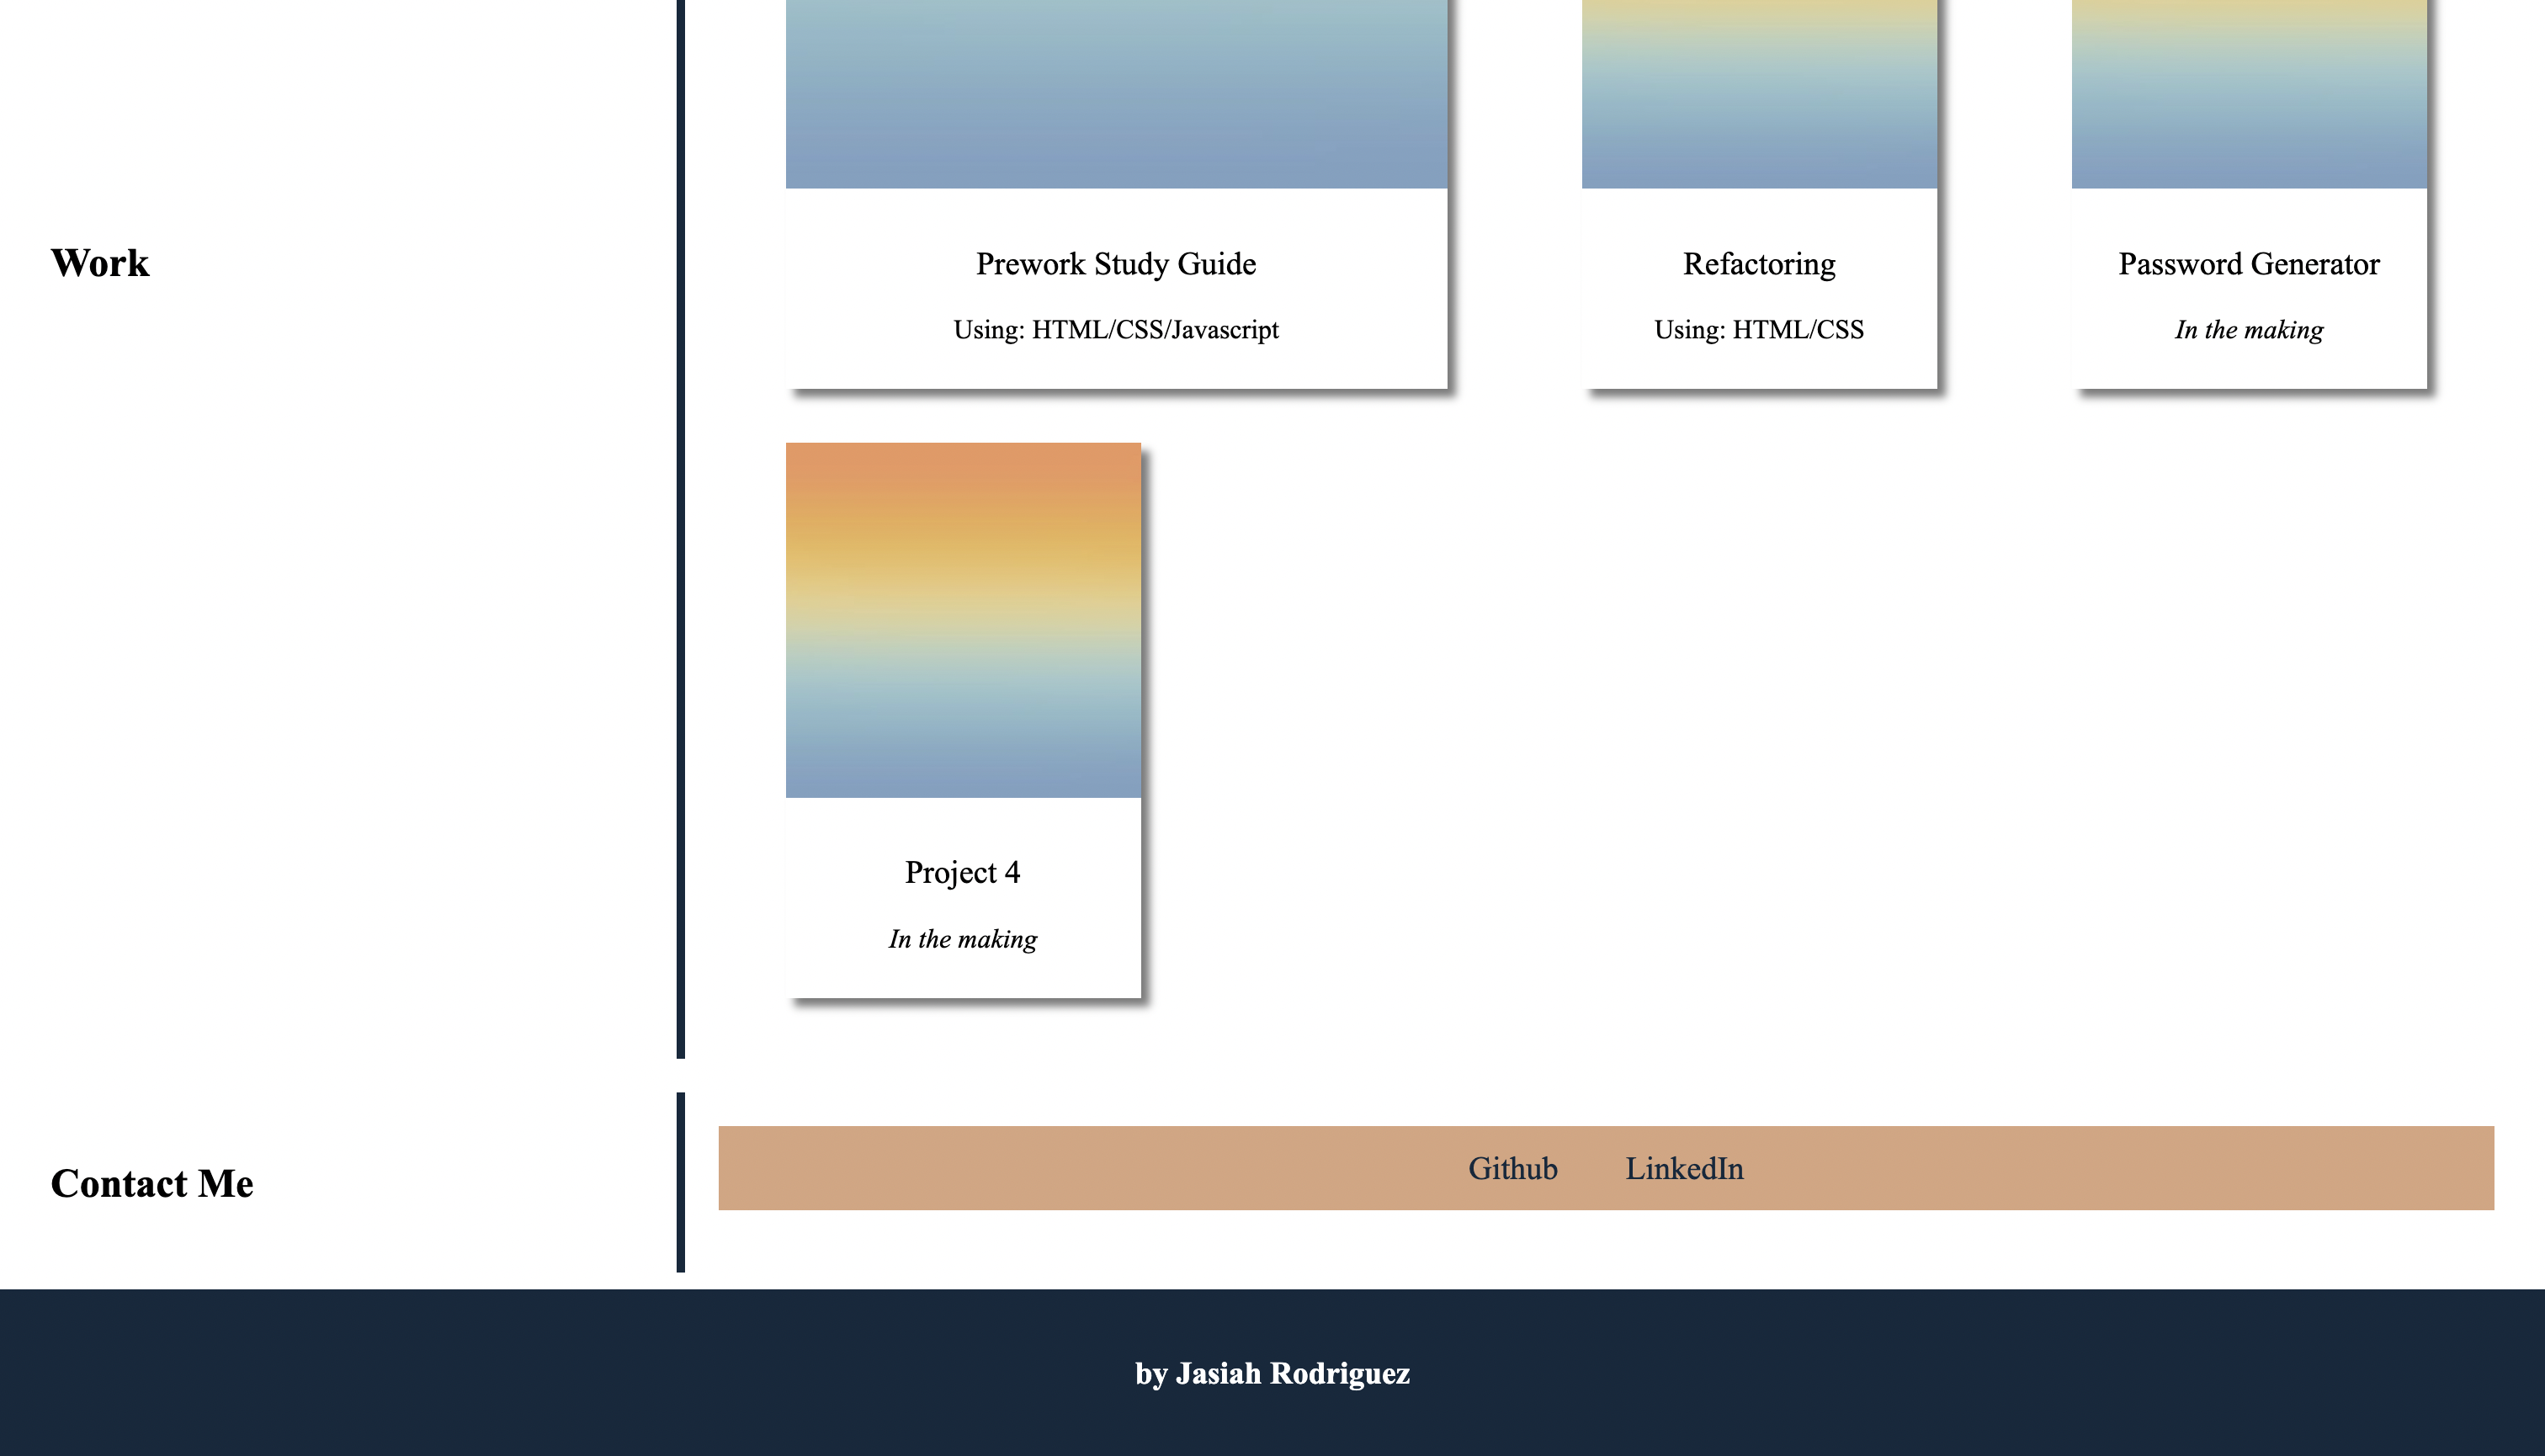 Work
Prework Study Guide
Using: HTML/CSS/Javascript
Refactoring
Using: HTML/CSS
Password Generator
In the making
Project 4
In the making
Contact Me
Github
LinkedIn
by Jasiah Rodriguez